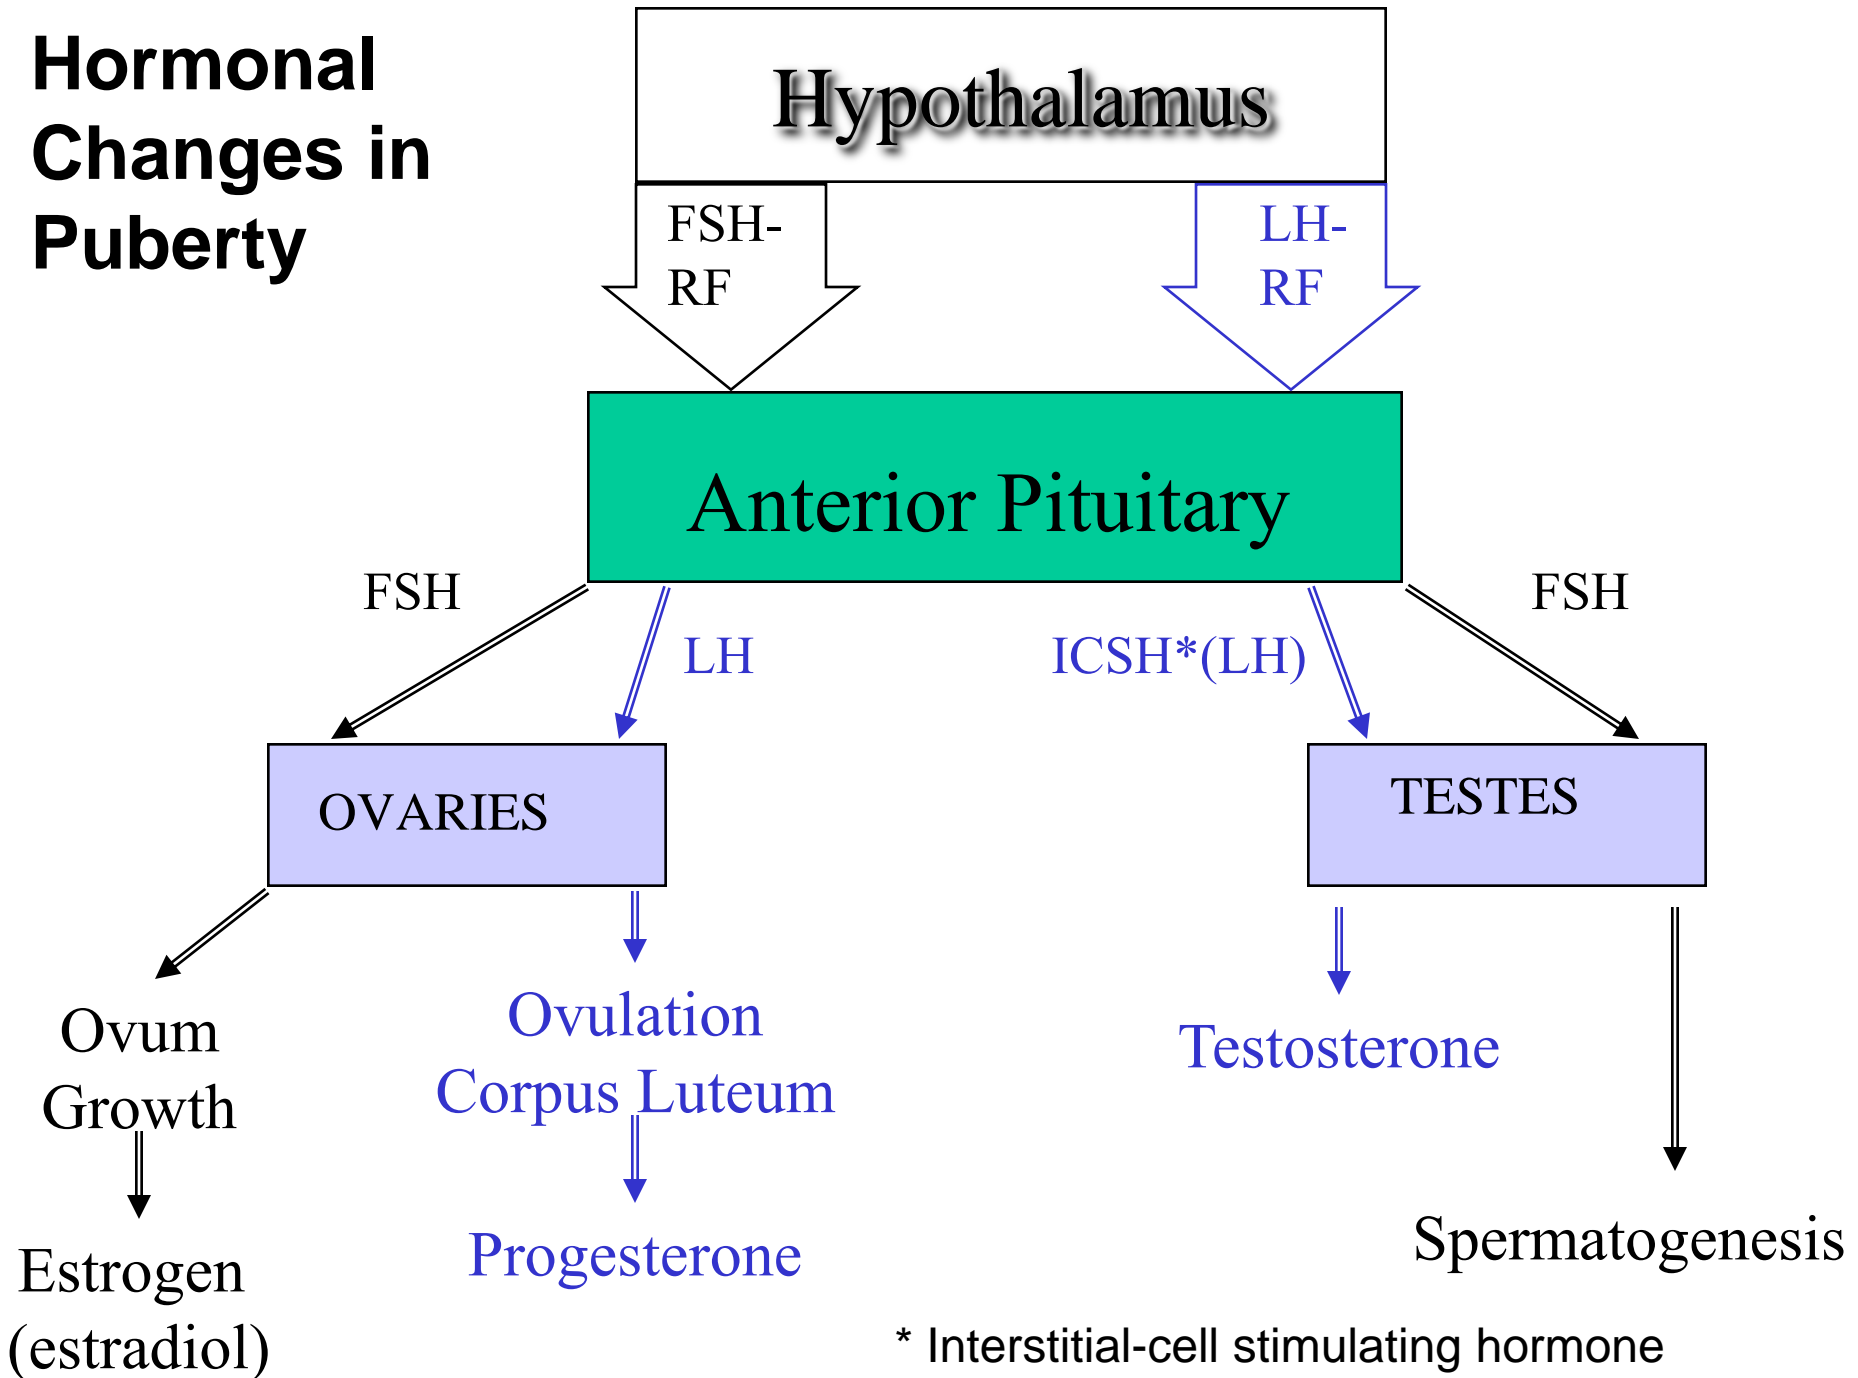 Hormonal
Changes in
Puberty
Hypothalamus
FSH-
RF
LH-
RF
Anterior Pituitary
FSH
LH
ICSH*(LH)
FSH
OVARIES
TESTES
Ovum
Growth
Ovulation
Corpus Luteum
Testosterone
Estrogen
(estradiol)
Progesterone
Spermatogenesis
* Interstitial-cell stimulating hormone